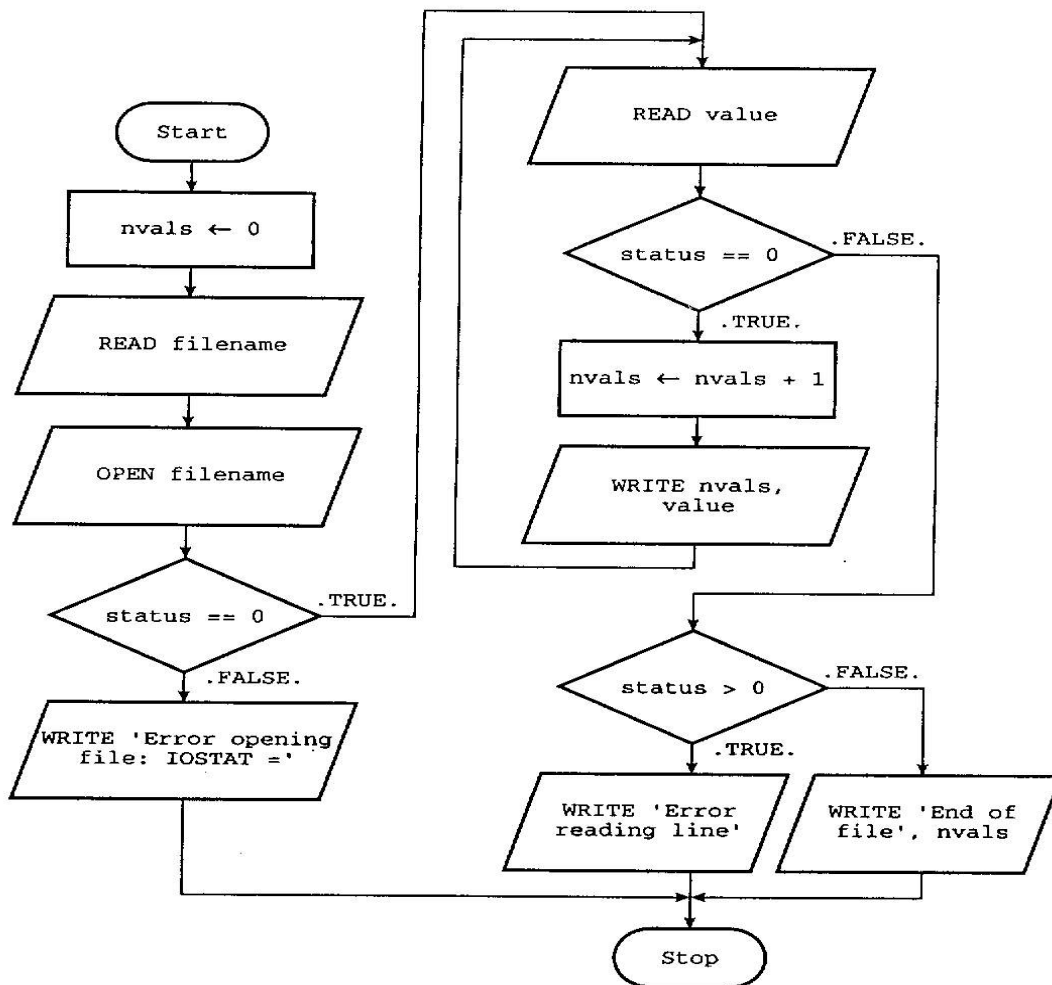 Start
nvals ← 0
READ filename
OPEN filename
status == 0
.TRUE.
.FALSE.
WRITE 'Error opening
file: IOSTAT ='
READ value
status == 0
.FALSE.
.TRUE.
nvals ← nvals + 1
WRITE nvals,
value
status > 0
.FALSE.
.TRUE.
WRITE 'Error
reading line'
WRITE 'End of
file', nvals
Stop